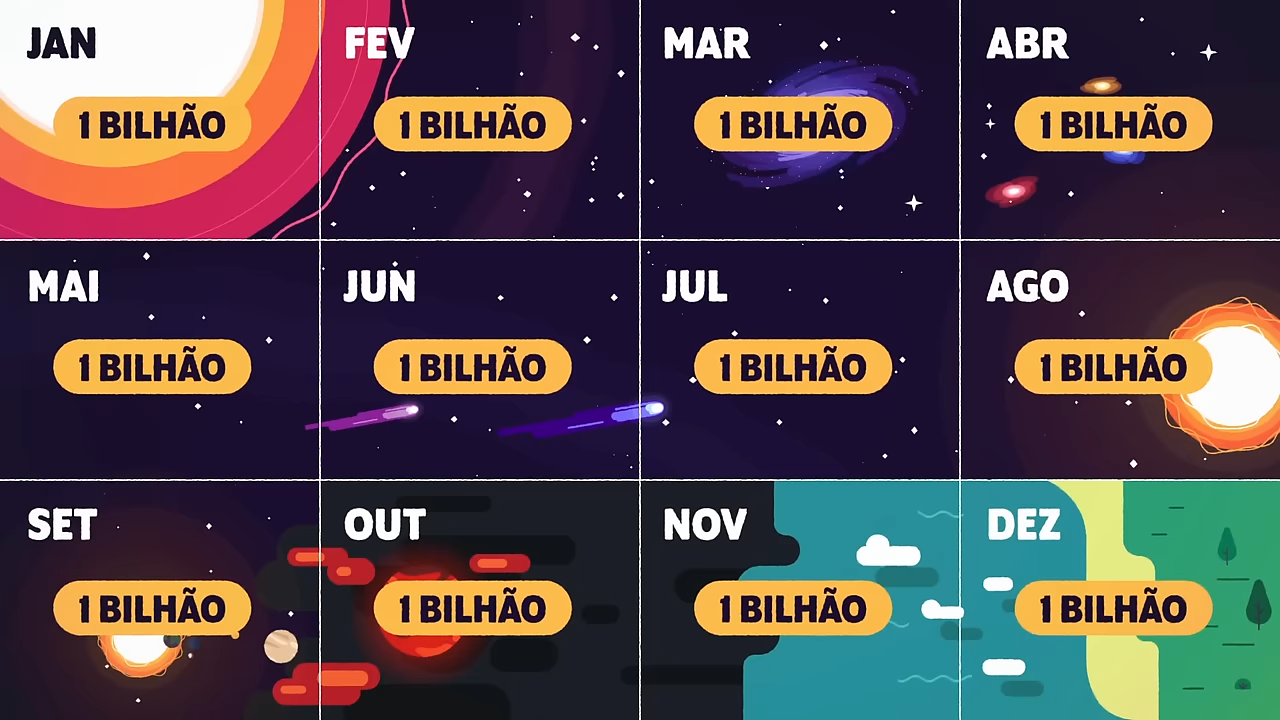 JAN
1 BILHÃO
FEV
1 BILHÃO
MAR
1 BILHÃO
ABR
1 BILHÃO
MAI
1 BILHÃO
JUN
1 BILHÃO
JUL
1 BILHÃO
AGO
1 BILHÃO
SET
1 BILHÃO
OUT
1 BILHÃO
NOV
1 BILHÃO
DEZ
1 BILHÃO